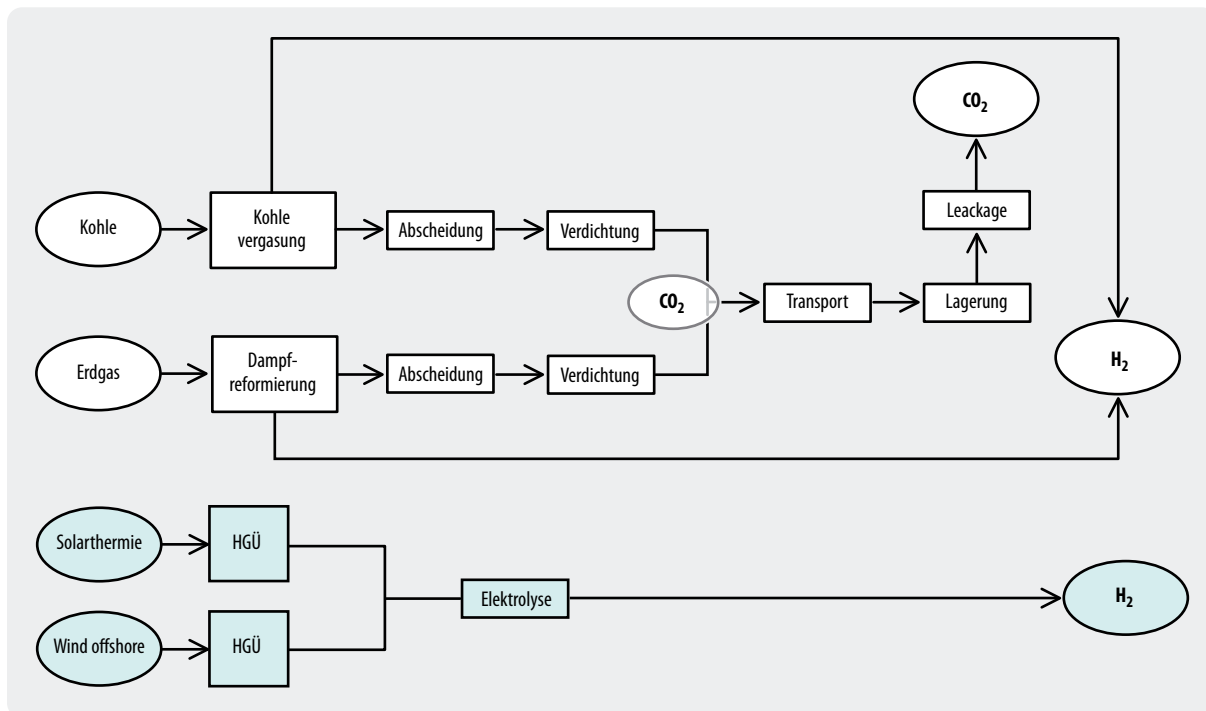 CO2
Kohle
Kohle
vergasung
Abscheidung
Verdichtung
Leackage
CO2
Transport
Lagerung
Erdgas
Dampf-
reformierung
Abscheidung
Verdichtung
H2
Solarthermie
HGÜ
Elektrolyse
H2
Wind offshore
HGÜ